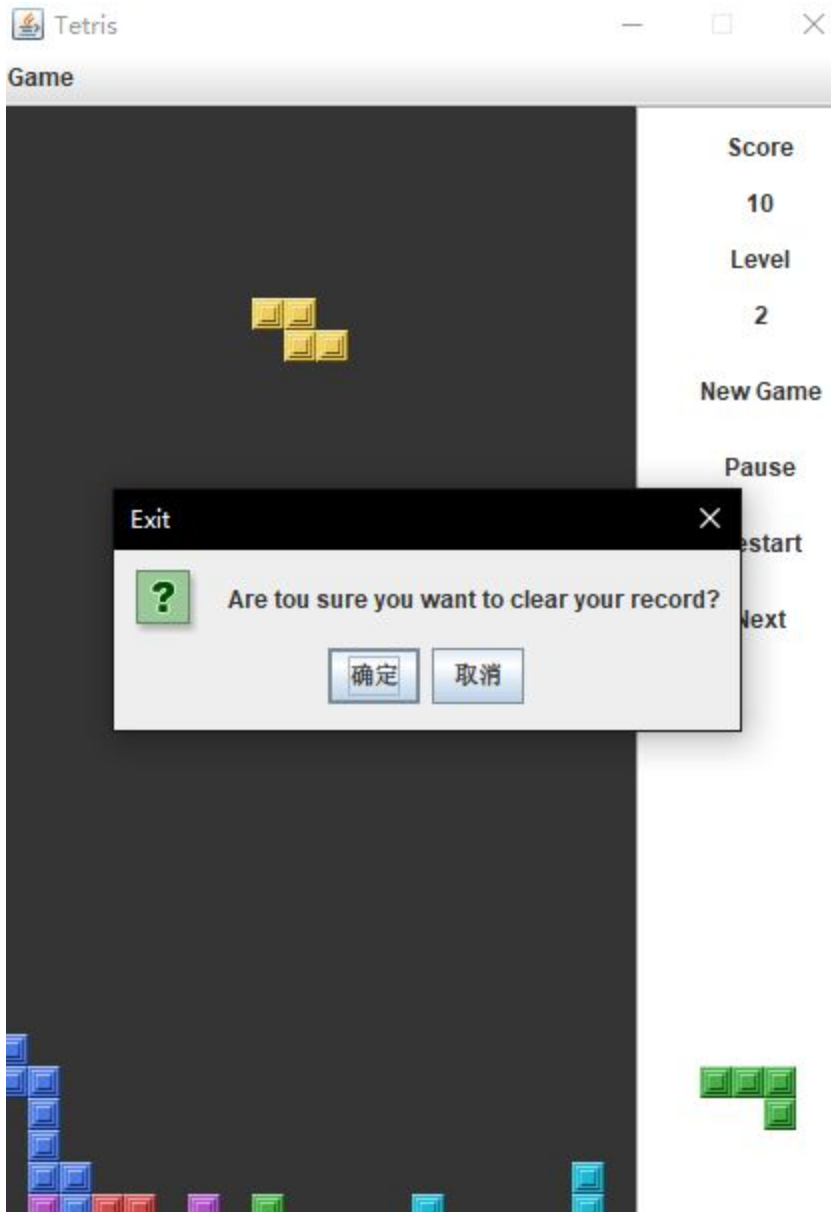 Tetris
Game
Score
10
Level
2
New Game
Pause
estart
Next
Exit
Are tou sure you want to clear your record?
确定 取消